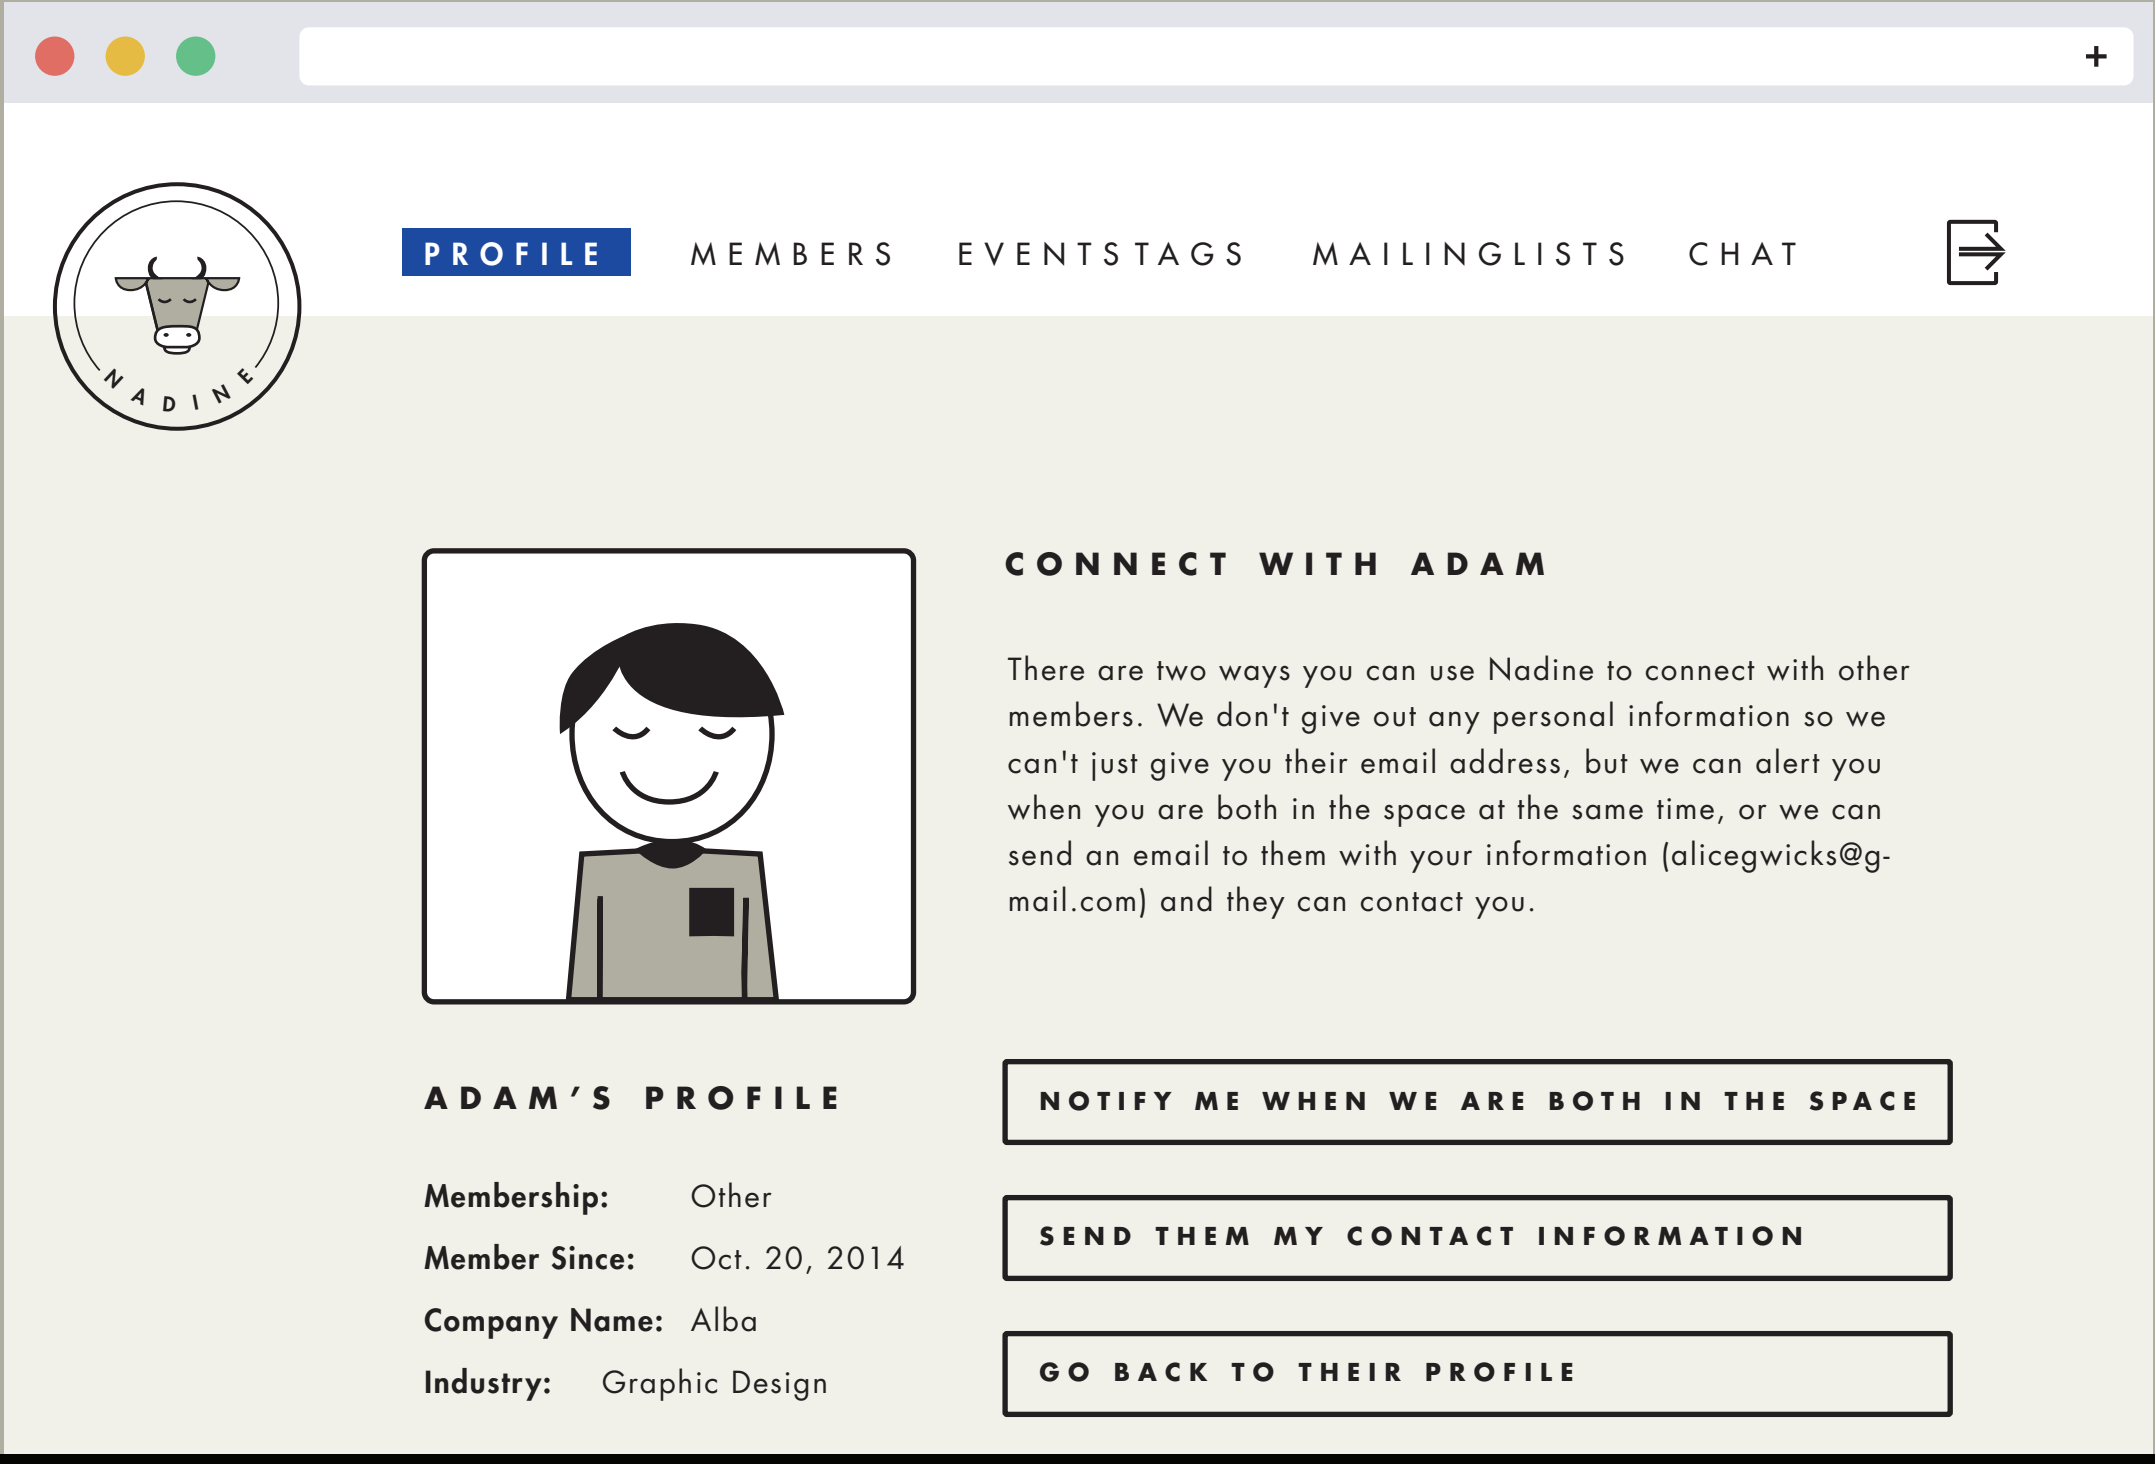 +
PROFILE MEMBERS EVENTS TAGS MAILINGLISTS CHAT
NADINE
CONNECT WITH ADAM
There are two ways you can use Nadine to connect with other
members. We don't give out any personal information so we
can't just give you their email address, but we can alert you
when you are both in the space at the same time, or we can
send an email to them with your information (alicegwicks@g-
mail.com) and they can contact you.
NOTIFY ME WHEN WE ARE BOTH IN THE SPACE
SEND THEM MY CONTACT INFORMATION
GO BACK TO THEIR PROFILE
ADAM’S PROFILE
Membership: Other
Member Since: Oct. 20, 2014
Company Name: Alba
Industry: Graphic Design